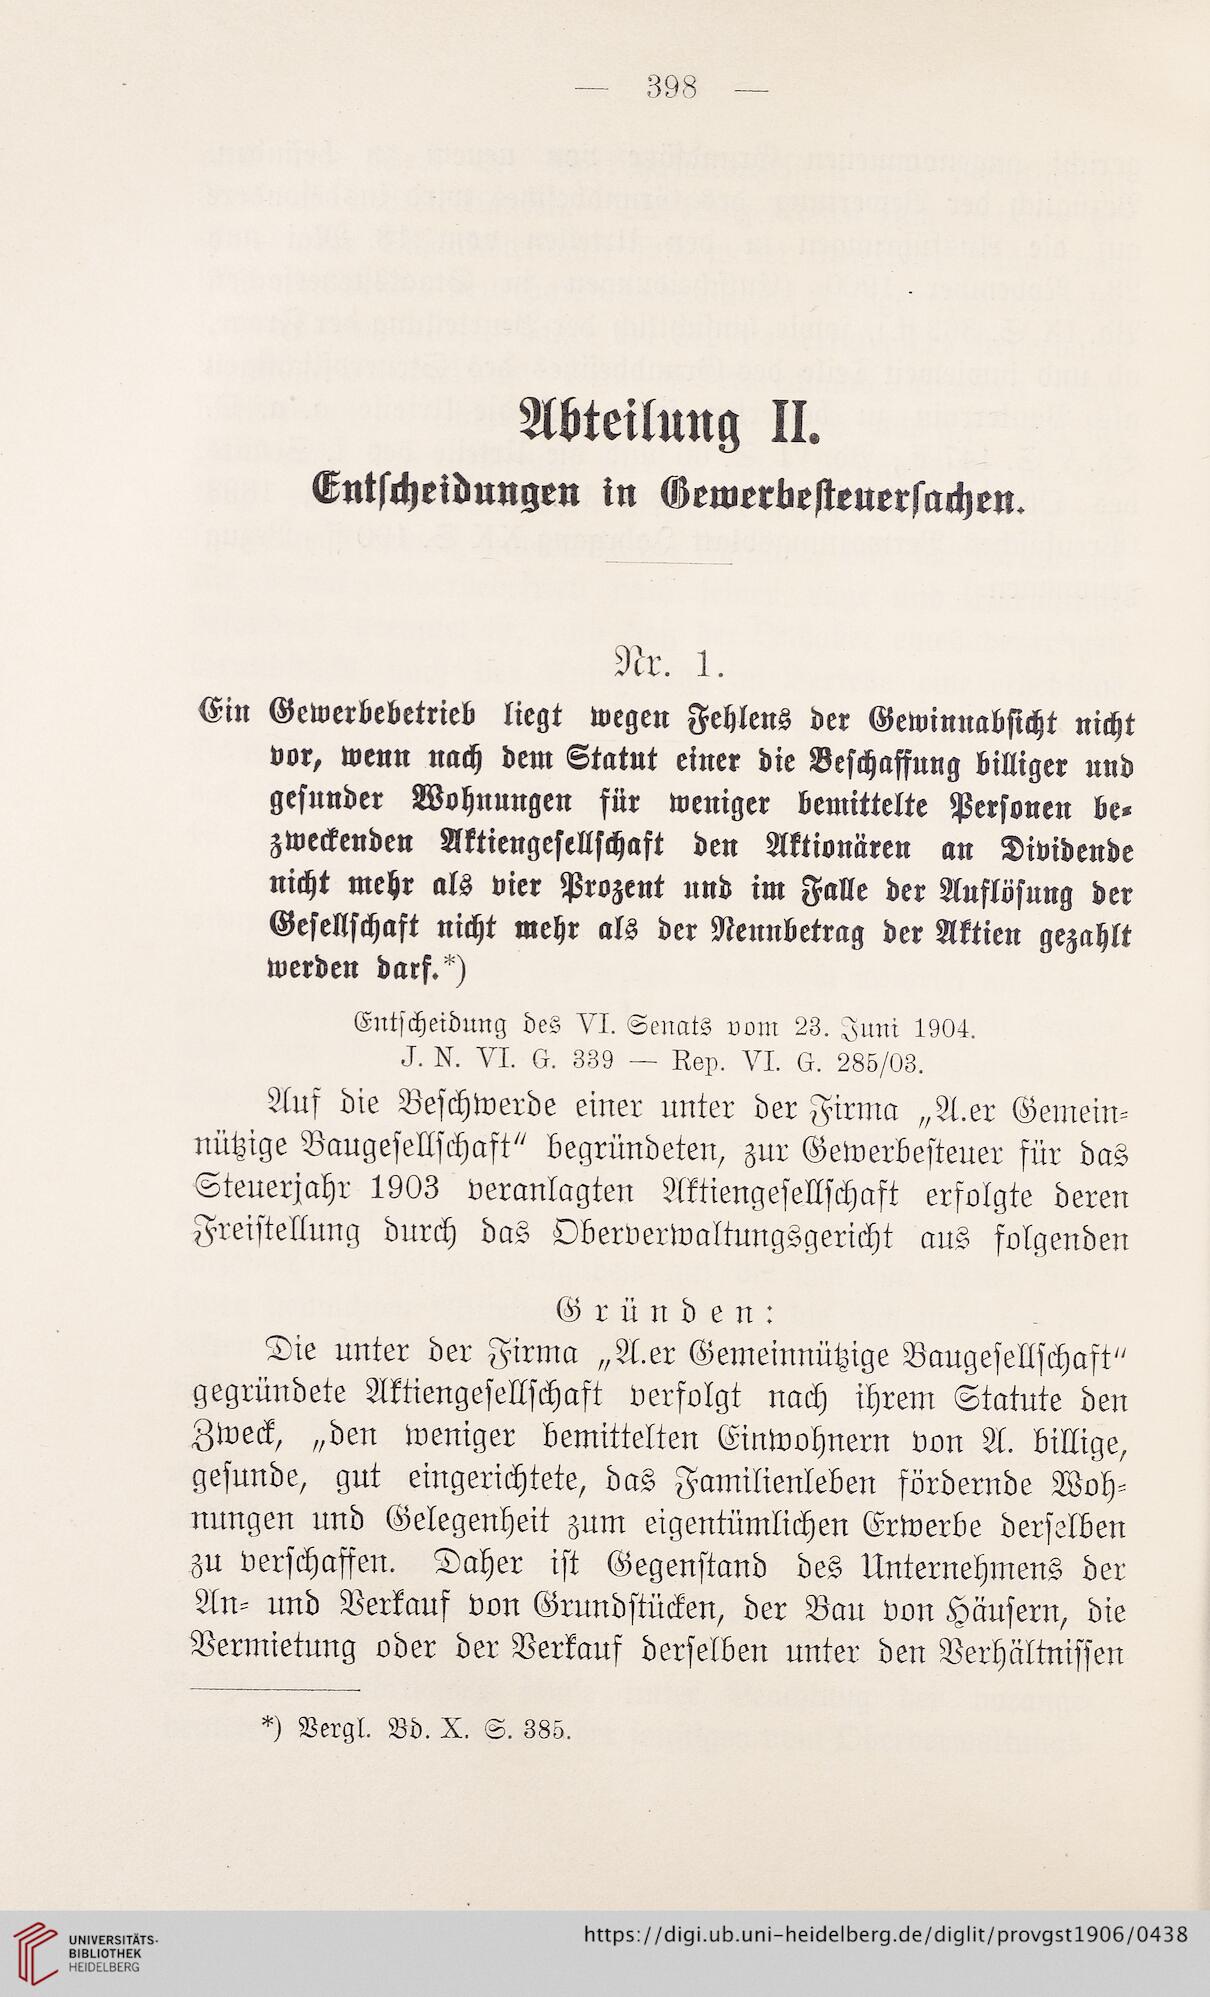 — 398 —
Abteilung II.
Entscheidungen in Gewerbesteuersachen.
Nr. 1.
Ein Gewerbebetrieb liegt wegen Fehlens der Gewinnabsicht nicht
vor, wenn nach dem Statut einer die Beschaffung billiger und
gesunder Wohnungen für weniger bemittelte Personen be-
zweckenden Aktiengesellschaft den Aktionären an Dividende
nicht mehr als vier Prozent und im Falle der Auflösung der
Gesellschaft nicht mehr als der Nennbetrag der Aktien gezahlt
werden darf.*)
Entscheidung des VI. Senats vom 23. Juni 1904.
J. N. VI. G. 339 — Rep. VI. G. 285/03.
Auf die Beschwerde einer unter der Firma „A.er Gemein-
nützige Baugesellschaft" begründeten, zur Gewerbesteuer für das
Steuerjahr 1903 veranlagten Aktiengesellschaft erfolgte deren
Freistellung durch das Oberverwaltungsgericht aus folgenden
Gründen:
Die unter der Firma „A.er Gemeinnützige Baugesellschaft"
gegründete Aktiengesellschaft verfolgt nach ihrem Statute den
Zweck, „den weniger bemittelten Einwohnern von A. billige,
gesunde, gut eingerichtete, das Familienleben fördernde Woh-
nungen und Gelegenheit zum eigentümlichen Erwerbe derselben
zu verschaffen. Daher ist Gegenstand des Unternehmens der
An- und Verkauf von Grundstücken, der Bau von Häusern, die
Vermietung oder der Verkauf derselben unter den Verhältnissen
*) Vergl. Bd. X. S. 385.
UNIVERSITÄTS-
BIBLIOTHEK
HEIDELBERG
https://digi.ub.uni-heidelberg.de/diglit/provgst1906/0438